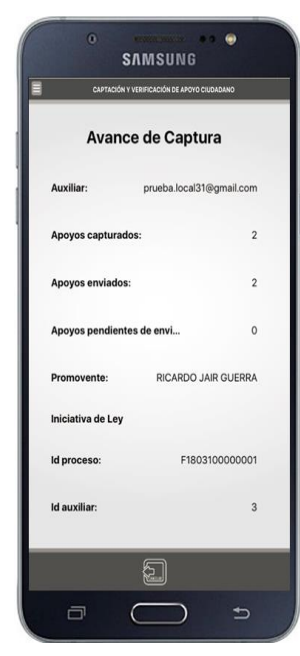 SAMSUNG
CAPTACIÓN Y VERIFICACIÓN DE APOYO CIUDADANO
Avance de Captura
Auxiliar: prueba.local31@gmail.com
Apoyos capturados: 2
Apoyos enviados: 2
Apoyos pendientes de envi... 0
Promovente: RICARDO JAIR GUERRA
Iniciativa de Ley
Id proceso: F1803100000001
Id auxiliar: 3